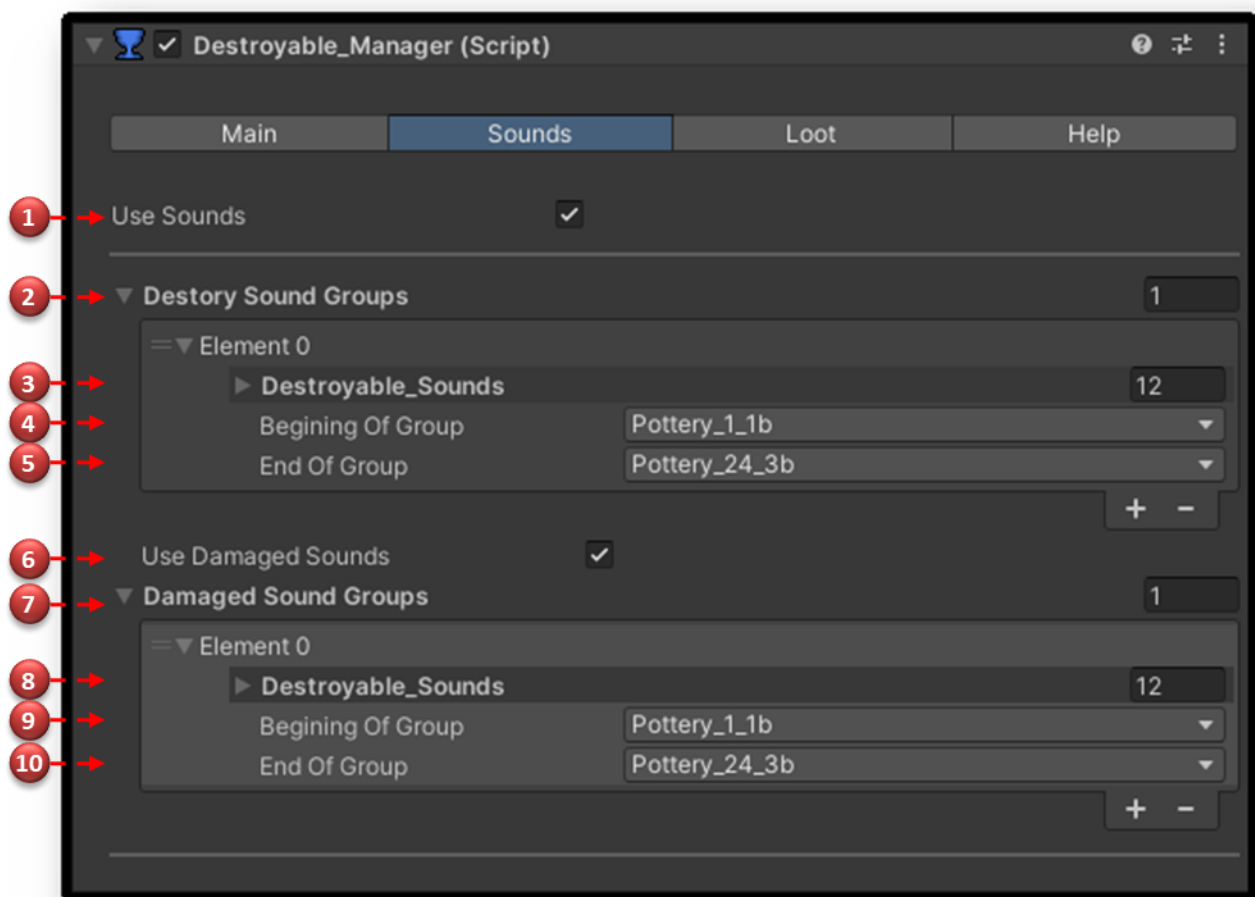 Destroyable_Manager (Script)
Main Sounds Loot Help
1 Use Sounds
2 Destory Sound Groups 1
Element 0
3 Destroyable_Sounds 12
4 Begining Of Group Pottery_1_1b
5 End Of Group Pottery_24_3b
+ -
6 Use Damaged Sounds
7 Damaged Sound Groups 1
Element 0
8 Destroyable_Sounds 12
9 Begining Of Group Pottery_1_1b
10 End Of Group Pottery_24_3b
+ -